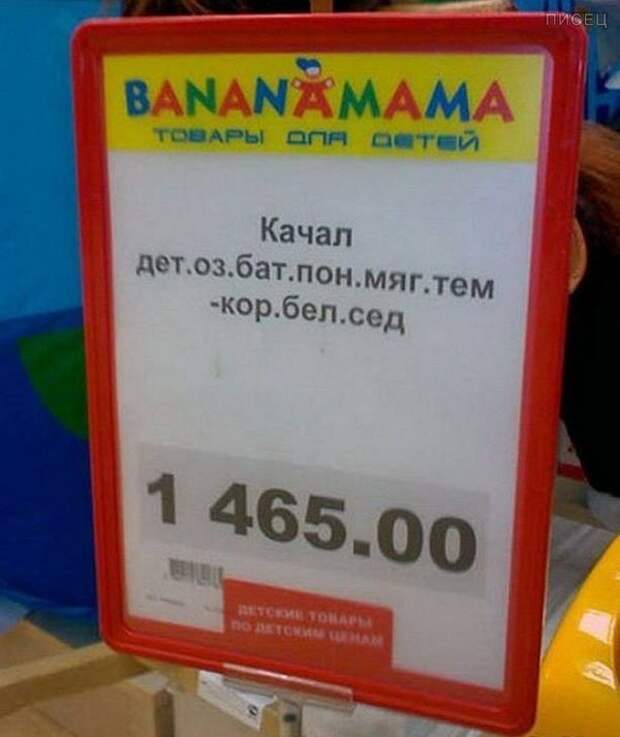 ПИСЕЦ
BANANAMAMA
ТОВАРЫ ДЛЯ ДЕТЕЙ
Качал
дет.оз.бат.пон.мяг.тем
-кор.бел.сед
1 465.00
ДЕТСКИЕ ТОВАРЫ
ПО ДЕТСКИМ ЦЕНАМ